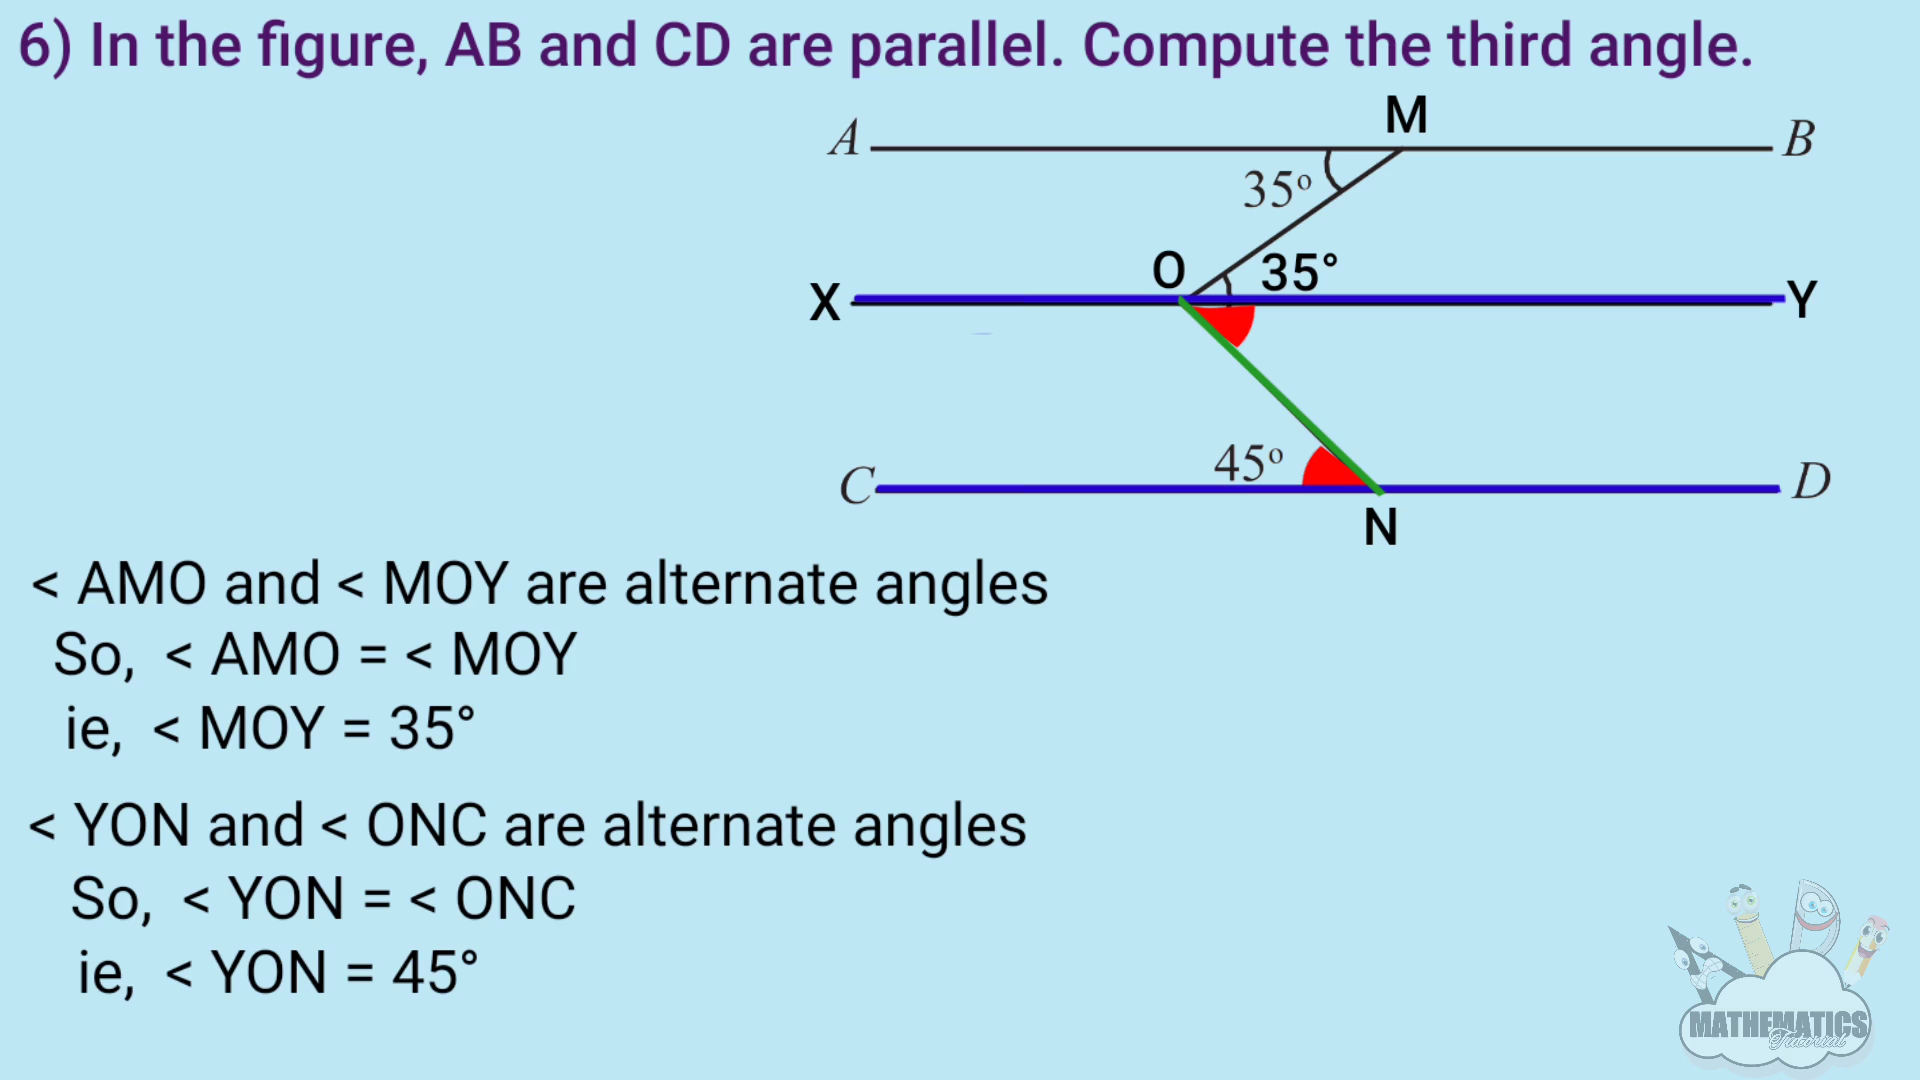 6) In the figure, AB and CD are parallel. Compute the third angle.
M
A
B
35°
O
35°
X
Y
45°
C
D
N
< AMO and < MOY are alternate angles
So, < AMO = < MOY
ie, < MOY = 35°
< YON and < ONC are alternate angles
So, < YON = < ONC
ie, < YON = 45°
MATHEMATICS
Tutorial